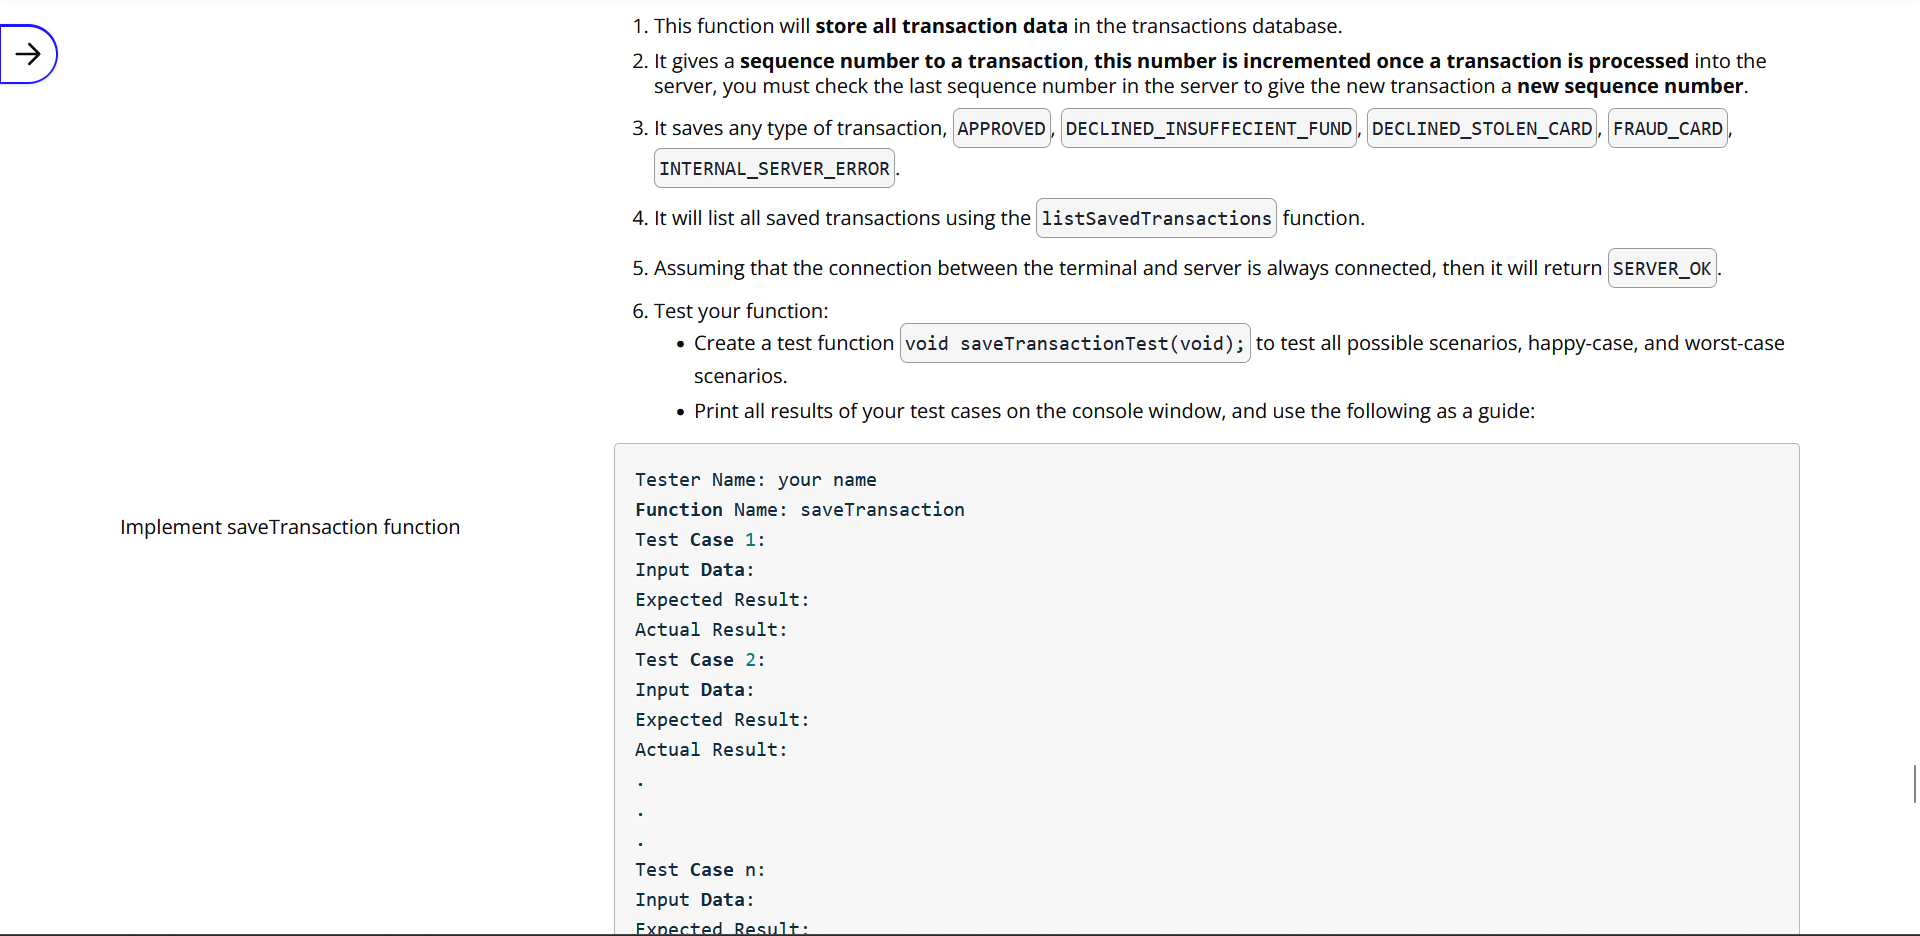 1. This function will store all transaction data in the transactions database.
2. It gives a sequence number to a transaction, this number is incremented once a transaction is processed into the
server, you must check the last sequence number in the server to give the new transaction a new sequence number.
3. It saves any type of transaction, APPROVED, DECLINED_INSUFFECIENT_FUND, DECLINED_STOLEN_CARD, FRAUD_CARD,
INTERNAL_SERVER_ERROR.
4. It will list all saved transactions using the listSavedTransactions function.
5. Assuming that the connection between the terminal and server is always connected, then it will return SERVER_OK.
6. Test your function:
• Create a test function void saveTransactionTest(void); to test all possible scenarios, happy-case, and worst-case
scenarios.
• Print all results of your test cases on the console window, and use the following as a guide:
Implement saveTransaction function
Tester Name: your name
Function Name: saveTransaction
Test Case 1:
Input Data:
Expected Result:
Actual Result:
Test Case 2:
Input Data:
Expected Result:
Actual Result:
.
.
.
Test Case n:
Input Data:
Expected Result: